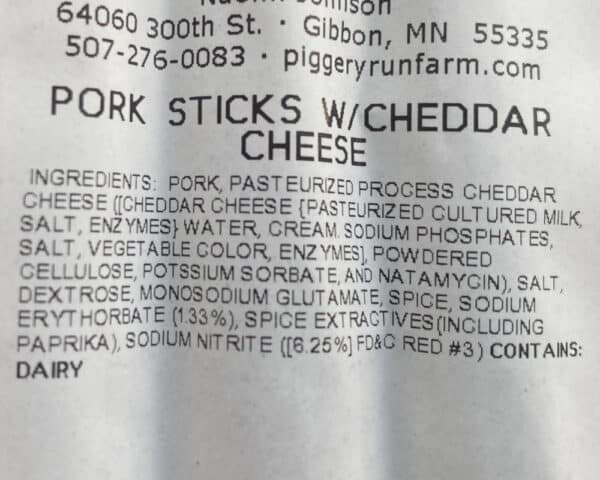 64060 300th St. · Gibbon, MN 55335
507-276-0083 · piggeryrunfarm.com
PORK STICKS W/CHEDDAR
CHEESE
INGREDIENTS: PORK, PASTEURIZED PROCESS CHEDDAR
CHEESE ([CHEDDAR CHEESE {PASTEURIZED CULTURED MILK,
SALT, ENZYMES} WATER, CREAM. SODIUM PHOSPHATES,
SALT, VEGETABLE COLOR, ENZYMES], POWDERED
CELLULOSE, POTSSIUM SORBATE, AND NATAMYCIN), SALT,
DEXTROSE, MONOSODIUM GLUTAMATE, SPICE, SODIUM
ERYTHORBATE (1.33%), SPICE EXTRACTIVES(INCLUDING
PAPRIKA), SODIUM NITRITE ([6.25%] FD&C RED #3) CONTAINS:
DAIRY